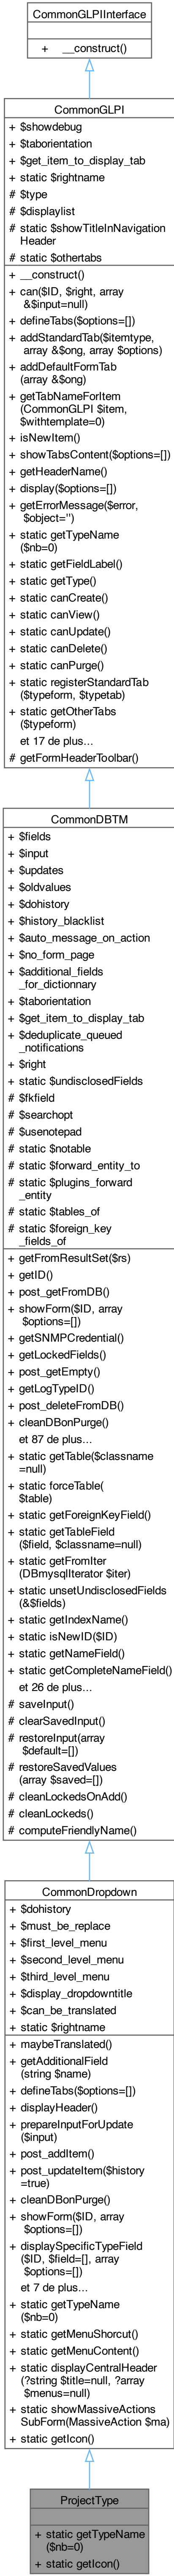 CommonGLPIInterface
+ __construct()
CommonGLPI
+ $showdebug
+ $taborientation
+ $get_item_to_display_tab
+ static $rightname
# $type
# $displaylist
# static $showTitleInNavigation
Header
# static $othertabs
+ __construct()
+ can($ID, $right, array
&$input=null)
+ defineTabs($options=[])
+ addStandardTab($itemtype,
array &$ong, array $options)
+ addDefaultFormTab
(array &$ong)
+ getTabNameForItem
(CommonGLPI $item,
$withtemplate=0)
+ isNewItem()
+ showTabsContent($options=[])
+ getHeaderName()
+ display($options=[])
+ getErrorMessage($error,
$object='')
+ static getTypeName
($nb=0)
+ static getFieldLabel()
+ static getType()
+ static canCreate()
+ static canView()
+ static canUpdate()
+ static canDelete()
+ static canPurge()
+ static registerStandardTab
($typeform, $typetab)
+ static getOtherTabs
($typeform)
et 17 de plus...
# getFormHeaderToolbar()
CommonDBTM
+ $fields
+ $input
+ $updates
+ $oldvalues
+ $dohistory
+ $history_blacklist
+ $auto_message_on_action
+ $no_form_page
+ $additional_fields
_for_dictionnary
+ $taborientation
+ $get_item_to_display_tab
+ $deduplicate_queued
_notifications
+ $right
+ static $undisclosedFields
# $fkfield
# $searchopt
# $usenotepad
# static $notable
# static $forward_entity_to
# static $plugins_forward
_entity
# static $tables_of
# static $foreign_key
_fields_of
+ getFromResultSet($rs)
+ getID()
+ post_getFromDB()
+ showForm($ID, array
$options=[])
+ getSNMPCredential()
+ getLockedFields()
+ post_getEmpty()
+ getLogTypeID()
+ post_deleteFromDB()
+ cleanDBonPurge()
et 87 de plus...
+ static getTable($classname
=null)
+ static forceTable(
$table)
+ static getForeignKeyField()
+ static getTableField
($field, $classname=null)
+ static getFromIter
(DBmysqlIterator $iter)
+ static unsetUndisclosedFields
(&$fields)
+ static getIndexName()
+ static isNewID($ID)
+ static getNameField()
+ static getCompleteNameField()
et 26 de plus...
# saveInput()
# clearSavedInput()
# restoreInput(array
$default=[])
# restoreSavedValues
(array $saved=[])
# cleanLockedsOnAdd()
# cleanLockeds()
# computeFriendlyName()
CommonDropdown
+ $dohistory
+ $must_be_replace
+ $first_level_menu
+ $second_level_menu
+ $third_level_menu
+ $display_dropdowntitle
+ $can_be_translated
+ static $rightname
+ maybeTranslated()
+ getAdditionalField
(string $name)
+ defineTabs($options=[])
+ displayHeader()
+ prepareInputForUpdate
($input)
+ post_addItem()
+ post_updateItem($history
=true)
+ cleanDBonPurge()
+ showForm($ID, array
$options=[])
+ displaySpecificTypeField
($ID, $field=[], array
$options=[])
et 7 de plus...
+ static getTypeName
($nb=0)
+ static getMenuShorcut()
+ static getMenuContent()
+ static displayCentralHeader
(?string $title=null, ?array
$menus=null)
+ static showMassiveActions
SubForm(MassiveAction $ma)
+ static getIcon()
ProjectType
+ static getTypeName
($nb=0)
+ static getIcon()